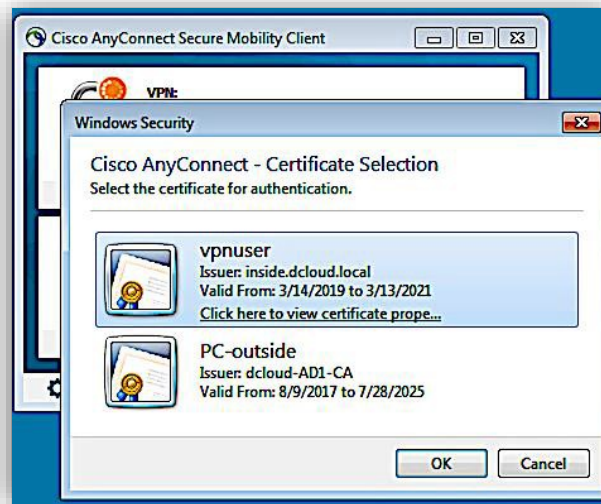 Cisco AnyConnect Secure Mobility Client
VPN:
Windows Security
Cisco AnyConnect - Certificate Selection
Select the certificate for authentication.
vpnuser
Issuer: inside.dcloud.local
Valid From: 3/14/2019 to 3/13/2021
Click here to view certificate prope...
PC-outside
Issuer: dcloud-AD1-CA
Valid From: 8/9/2017 to 7/28/2025
OK
Cancel